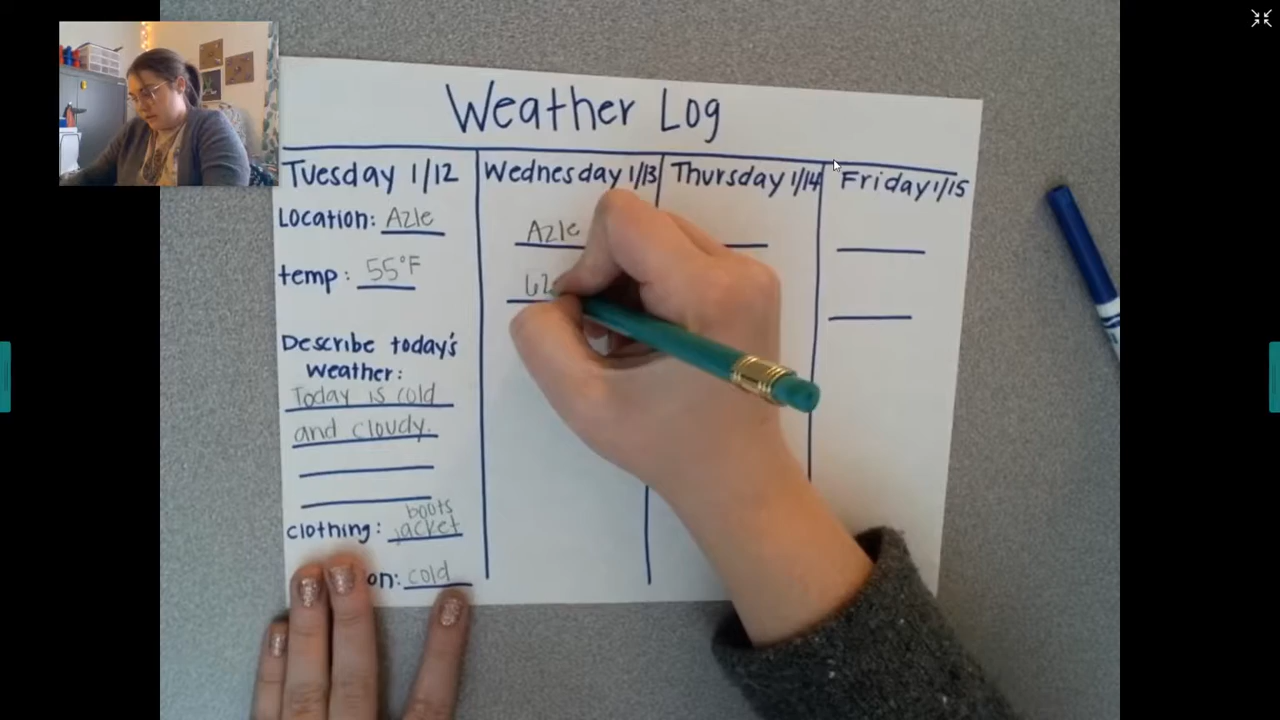 Weather Log
Tuesday 1/12
Wednesday 1/13
Thursday 1/14
Friday 1/15
Location: Azle
Azle
temp: 55°F
62
Describe today's
weather:
Today is cold
and cloudy.
clothing: boots
jacket
cold